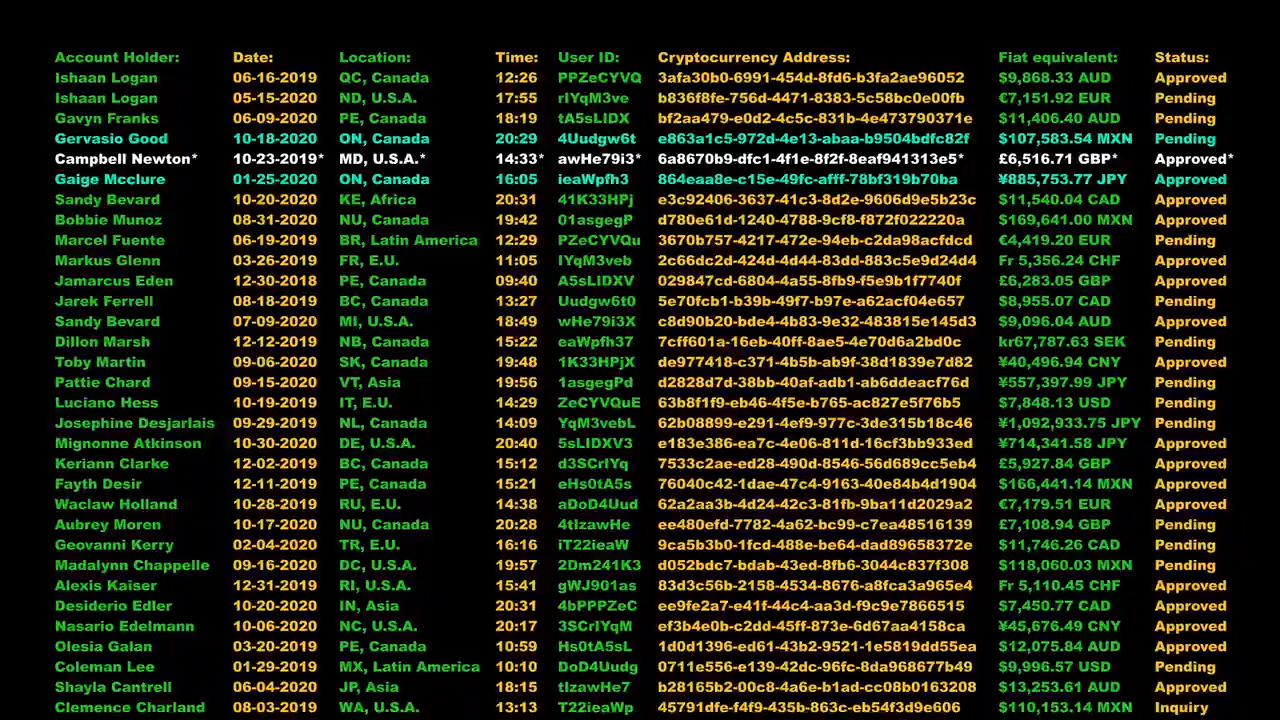 Account Holder: Date: Location: Time: User ID: Cryptocurrency Address: Fiat equivalent: Status:
Ishaan Logan 06-16-2019 QC, Canada 12:26 PPZeCYVQ 3afa30b0-6991-454d-8fd6-b3fa2ae96052 $9,868.33 AUD Approved
Ishaan Logan 05-15-2020 ND, U.S.A. 17:55 rIYqM3ve b836f8fe-756d-4471-8383-5c58bc0e00fb €7,151.92 EUR Pending
Gavyn Franks 06-09-2020 PE, Canada 18:19 tA5sLIDX bf2aa479-e0d2-4c5c-831b-4e473790371e $11,406.40 AUD Pending
Gervasio Good 10-18-2020 ON, Canada 20:29 4Uudgw6t e863a1c5-972d-4e13-abaa-b9504bdfc82f $107,583.54 MXN Pending
Campbell Newton* 10-23-2019* MD, U.S.A.* 14:33* awHe79i3* 6a8670b9-dfc1-4f1e-8f2f-8eaf941313e5* £6,516.71 GBP* Approved*
Gaige Mcclure 01-25-2020 ON, Canada 16:05 ieaWpfh3 864eaa8e-c15e-49fc-afff-78bf319b70ba ¥885,753.77 JPY Approved
Sandy Bevard 10-20-2020 KE, Africa 20:31 41K33HPj e3c92406-3637-41c3-8d2e-9606d9e5b23c $11,540.04 CAD Approved
Bobbie Munoz 08-31-2020 NU, Canada 19:42 01asgegP d780e61d-1240-4788-9cf8-f872f022220a $169,641.00 MXN Pending
Marcel Fuente 06-19-2019 BR, Latin America 12:29 PZeCYVQu 3670b757-4217-472e-94eb-c2da98acfdcd €4,419.20 EUR Pending
Markus Glenn 03-26-2019 FR, E.U. 11:05 IYqM3veb 2c66dc2d-424d-4d44-83dd-883c5e9d24d4 Fr 5,356.24 CHF Approved
Jamarcus Eden 12-30-2018 PE, Canada 09:40 A5sLIDXV 029847cd-6804-4a55-8fb9-f5e9b1f7740f £6,283.05 GBP Approved
Jarek Ferrell 08-18-2019 BC, Canada 13:27 Uudgw6t0 5e70fcb1-b39b-49f7-b97e-a62acf04e657 $8,955.07 CAD Pending
Sandy Bevard 07-09-2020 MI, U.S.A. 18:49 wHe79i3X c8d90b20-bde4-4b83-9e32-483815e145d3 $9,096.04 AUD Approved
Dillon Marsh 12-12-2019 NB, Canada 15:22 eaWpfh37 7cff601a-16eb-40ff-8ae5-4e70d6a2bd0c kr67,787.63 SEK Pending
Toby Martin 09-06-2020 SK, Canada 19:48 1K33HPjX de977418-c371-4b5b-ab9f-38d1839e7d82 ¥40,496.94 CNY Approved
Pattie Chard 09-15-2020 VT, Asia 19:56 1asgegPd d2828d7d-38bb-40af-adb1-ab6ddeacf76d ¥557,397.99 JPY Pending
Luciano Hess 10-19-2019 IT, E.U. 14:29 ZeCYVQuE 63b8f1f9-eb46-4f5e-b765-ac827e5f76b5 $7,848.13 USD Pending
Josephine Desjarlais 09-29-2019 NL, Canada 14:09 YqM3vebL 62b08899-e291-4ef9-977c-3de315b18c46 ¥1,092,933.75 JPY Pending
Mignonne Atkinson 10-30-2020 DE, U.S.A. 20:40 5sLIDXV3 e183e386-ea7c-4e06-811d-16cf3bb933ed ¥714,341.58 JPY Approved
Keriann Clarke 12-02-2019 BC, Canada 15:12 d3SCrIYq 7533c2ae-ed28-490d-8546-56d689cc5eb4 £5,927.84 GBP Approved
Fayth Desir 12-11-2019 PE, Canada 15:21 eHs0tA5s 76040c42-1dae-47c4-9163-40e84b4d1904 $166,441.14 MXN Approved
Waclaw Holland 10-28-2019 RU, E.U. 14:38 aDoD4Uud 62a2aa3b-4d24-42c3-81fb-9ba11d2029a2 €7,179.51 EUR Approved
Aubrey Moren 10-17-2020 NU, Canada 20:28 4tIzawHe ee480efd-7782-4a62-bc99-c7ea48516139 £7,108.94 GBP Pending
Geovanni Kerry 02-04-2020 TR, E.U. 16:16 iT22ieaW 9ca5b3b0-1fcd-488e-be64-dad89658372e $11,746.26 CAD Pending
Madalynn Chappelle 09-16-2020 DC, U.S.A. 19:57 2Dm241K3 d052bdc7-bdab-43ed-8fb6-3044c837f308 $118,060.03 MXN Pending
Alexis Kaiser 12-31-2019 RI, U.S.A. 15:41 gWJ901as 83d3c56b-2158-4534-8676-a8fca3a965e4 Fr 5,110.45 CHF Approved
Desiderio Edler 10-20-2020 IN, Asia 20:31 4bPPPZeC ee9fe2a7-e41f-44c4-aa3d-f9c9e7866515 $7,450.77 CAD Approved
Nasario Edelmann 10-06-2020 NC, U.S.A. 20:17 3SCrIYqM ef3b4e0b-c2dd-45ff-873e-6d67aa4158ca ¥45,676.49 CNY Approved
Olesia Galan 03-20-2019 PE, Canada 10:59 Hs0tA5sL 1d0d1396-ed61-43b2-9521-1e5819dd55ea $12,075.84 AUD Approved
Coleman Lee 01-29-2019 MX, Latin America 10:10 DoD4Uudg 0711e556-e139-42dc-96fc-8da968677b49 $9,996.57 USD Pending
Shayla Cantrell 06-04-2020 JP, Asia 18:15 tIzawHe7 b28165b2-00c8-4a6e-b1ad-cc08b0163208 $13,253.61 AUD Approved
Clemence Charland 08-03-2019 WA, U.S.A. 13:13 T22ieaWp 45791dfe-f4f9-435b-863c-eb54f3d9e606 $110,153.14 MXN Inquiry